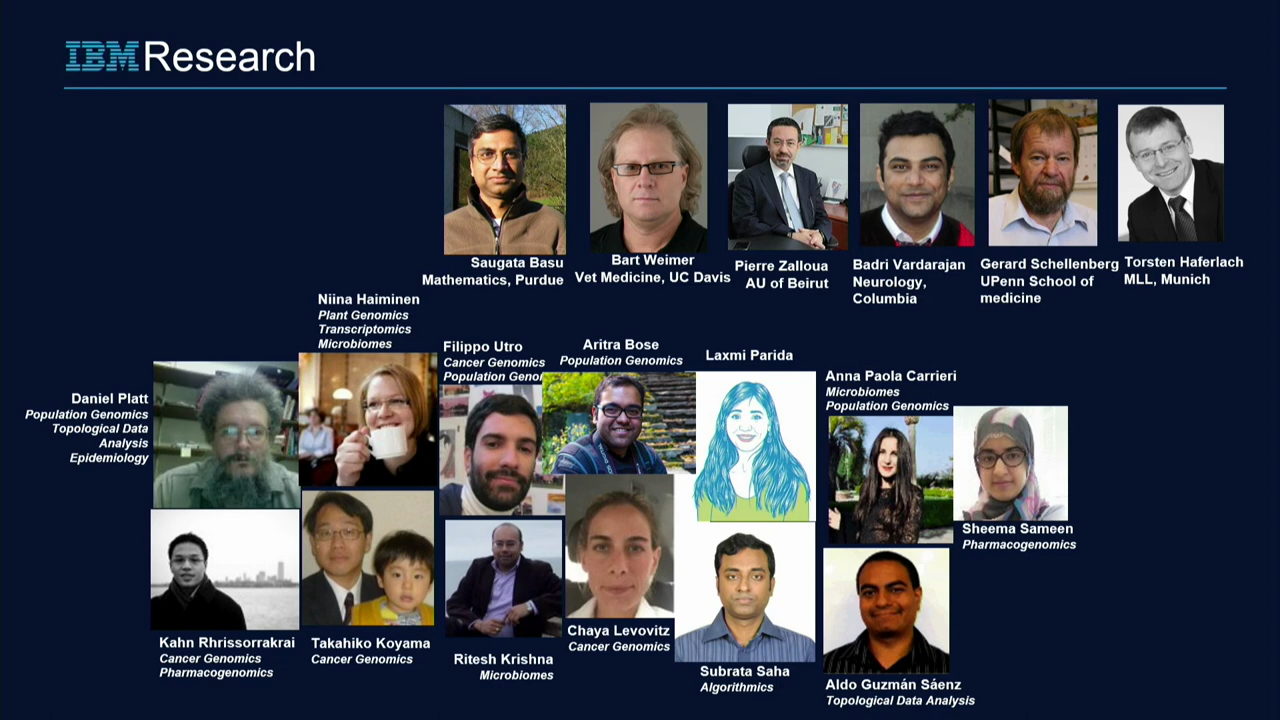 IBM Research
Saugata Basu
Mathematics, Purdue
Bart Weimer
Vet Medicine, UC Davis
Pierre Zalloua
AU of Beirut
Badri Vardarajan
Neurology,
Columbia
Gerard Schellenberg
UPenn School of
medicine
Torsten Haferlach
MLL, Munich
Daniel Platt
Population Genomics
Topological Data
Analysis
Epidemiology
Niina Haiminen
Plant Genomics
Transcriptomics
Microbiomes
Filippo Utro
Cancer Genomics
Population Genor
Aritra Bose
Population Genomics
Laxmi Parida
Anna Paola Carrieri
Microbiomes
Population Genomics
Sheema Sameen
Pharmacogenomics
Kahn Rhrissorrakrai
Cancer Genomics
Pharmacogenomics
Takahiko Koyama
Cancer Genomics
Ritesh Krishna
Microbiomes
Chaya Levovitz
Cancer Genomics
Subrata Saha
Algorithmics
Aldo Guzmán Sáenz
Topological Data Analysis